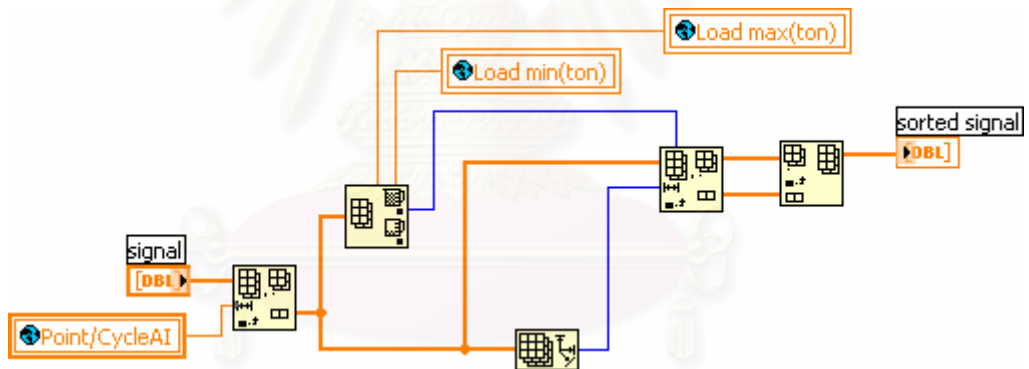 Load max(ton)
Load min(ton)
sorted signal
DBL]
signal
[DBL
Point/CycleAI